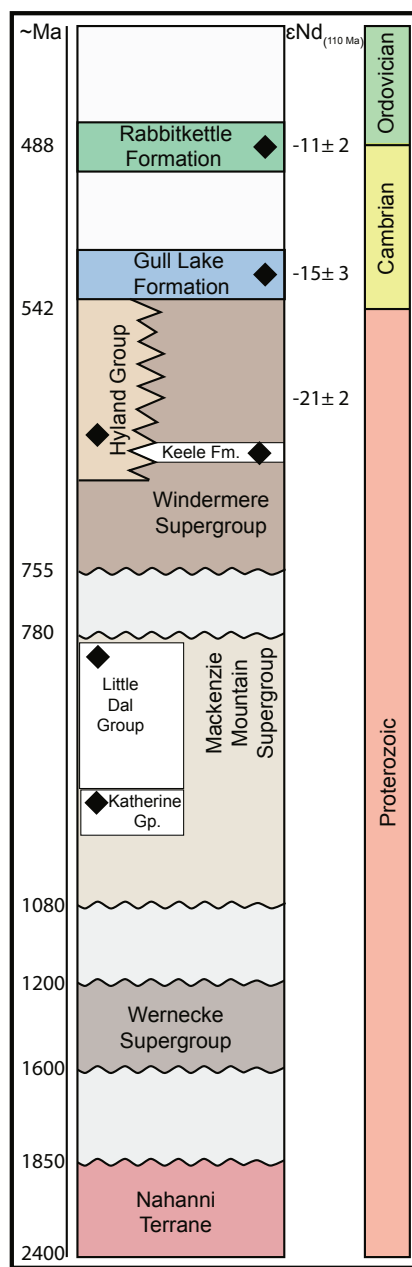 ~Ma
εNd(110 Ma)
Rabbitkettle
Formation
488
-11± 2
Ordovician
Cambrian
Gull Lake
Formation
-15± 3
542
Hyland Group
-21± 2
Keele Fm.
Windermere
Supergroup
755
780
Little
Dal
Group
Mackenzie
Mountain
Supergroup
Katherine
Gp.
Proterozoic
1080
1200
Wernecke
Supergroup
1600
1850
Nahanni
Terrane
2400